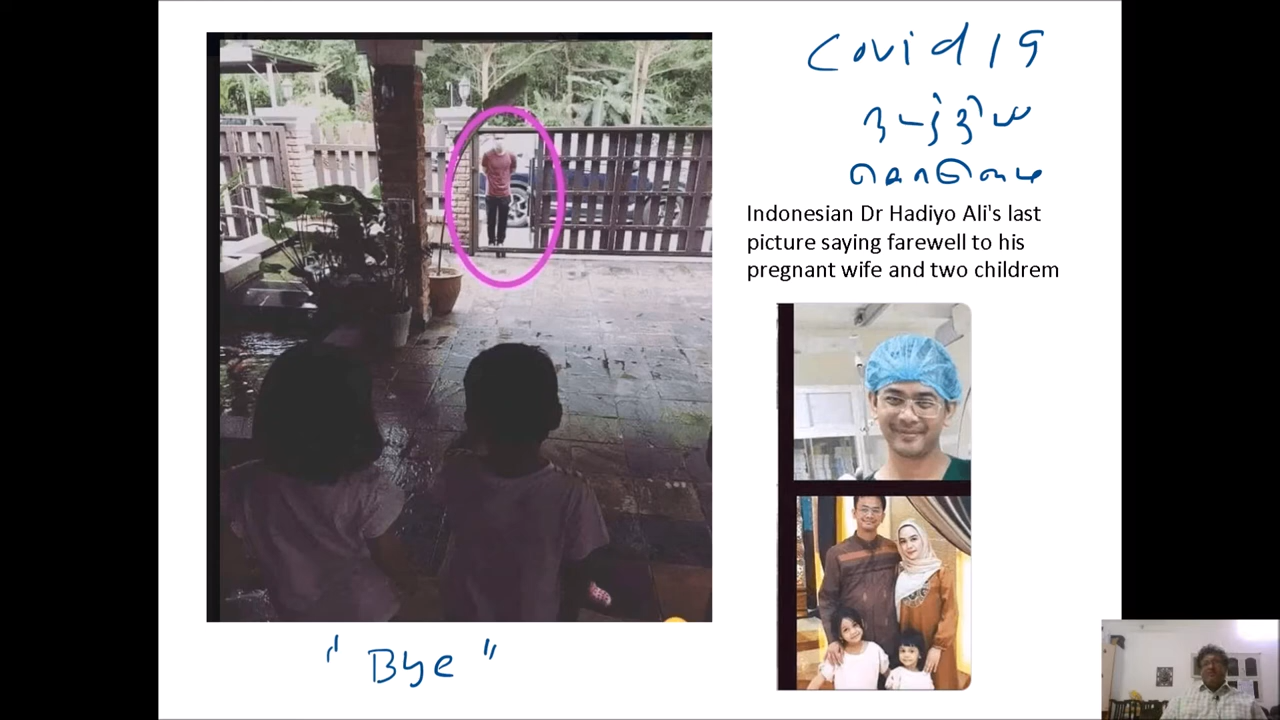 Covid 19
Indonesian Dr Hadiyo Ali's last
picture saying farewell to his
pregnant wife and two childrem
"Bye"